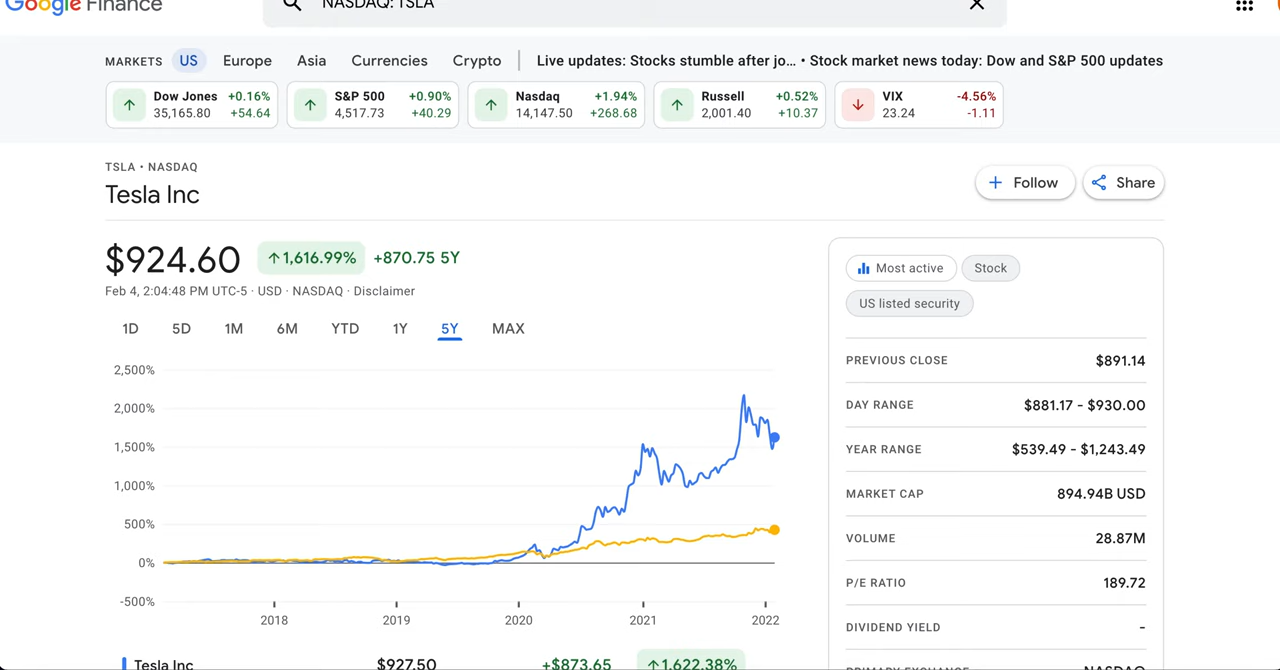 Google Finance
NASDAQ: TSLA
MARKETS US Europe Asia Currencies Crypto Live updates: Stocks stumble after jo... • Stock market news today: Dow and S&P 500 updates
Dow Jones +0.16%
35,165.80 +54.64
S&P 500 +0.90%
4,517.73 +40.29
Nasdaq +1.94%
14,147.50 +268.68
Russell +0.52%
2,001.40 +10.37
VIX -4.56%
23.24 -1.11
TSLA • NASDAQ
Tesla Inc
Follow
Share
$924.60 ↑1,616.99% +870.75 5Y
Feb 4, 2:04:48 PM UTC-5 · USD · NASDAQ · Disclaimer
1D 5D 1M 6M YTD 1Y 5Y MAX
2,500%
2,000%
1,500%
1,000%
500%
0%
-500%
2018 2019 2020 2021 2022
Tesla Inc $927.50 +$873.65 ↑1,622.38%
Most active Stock
US listed security
PREVIOUS CLOSE $891.14
DAY RANGE $881.17 - $930.00
YEAR RANGE $539.49 - $1,243.49
MARKET CAP 894.94B USD
VOLUME 28.87M
P/E RATIO 189.72
DIVIDEND YIELD -
PRIMARY EXCHANGE NASDAQ